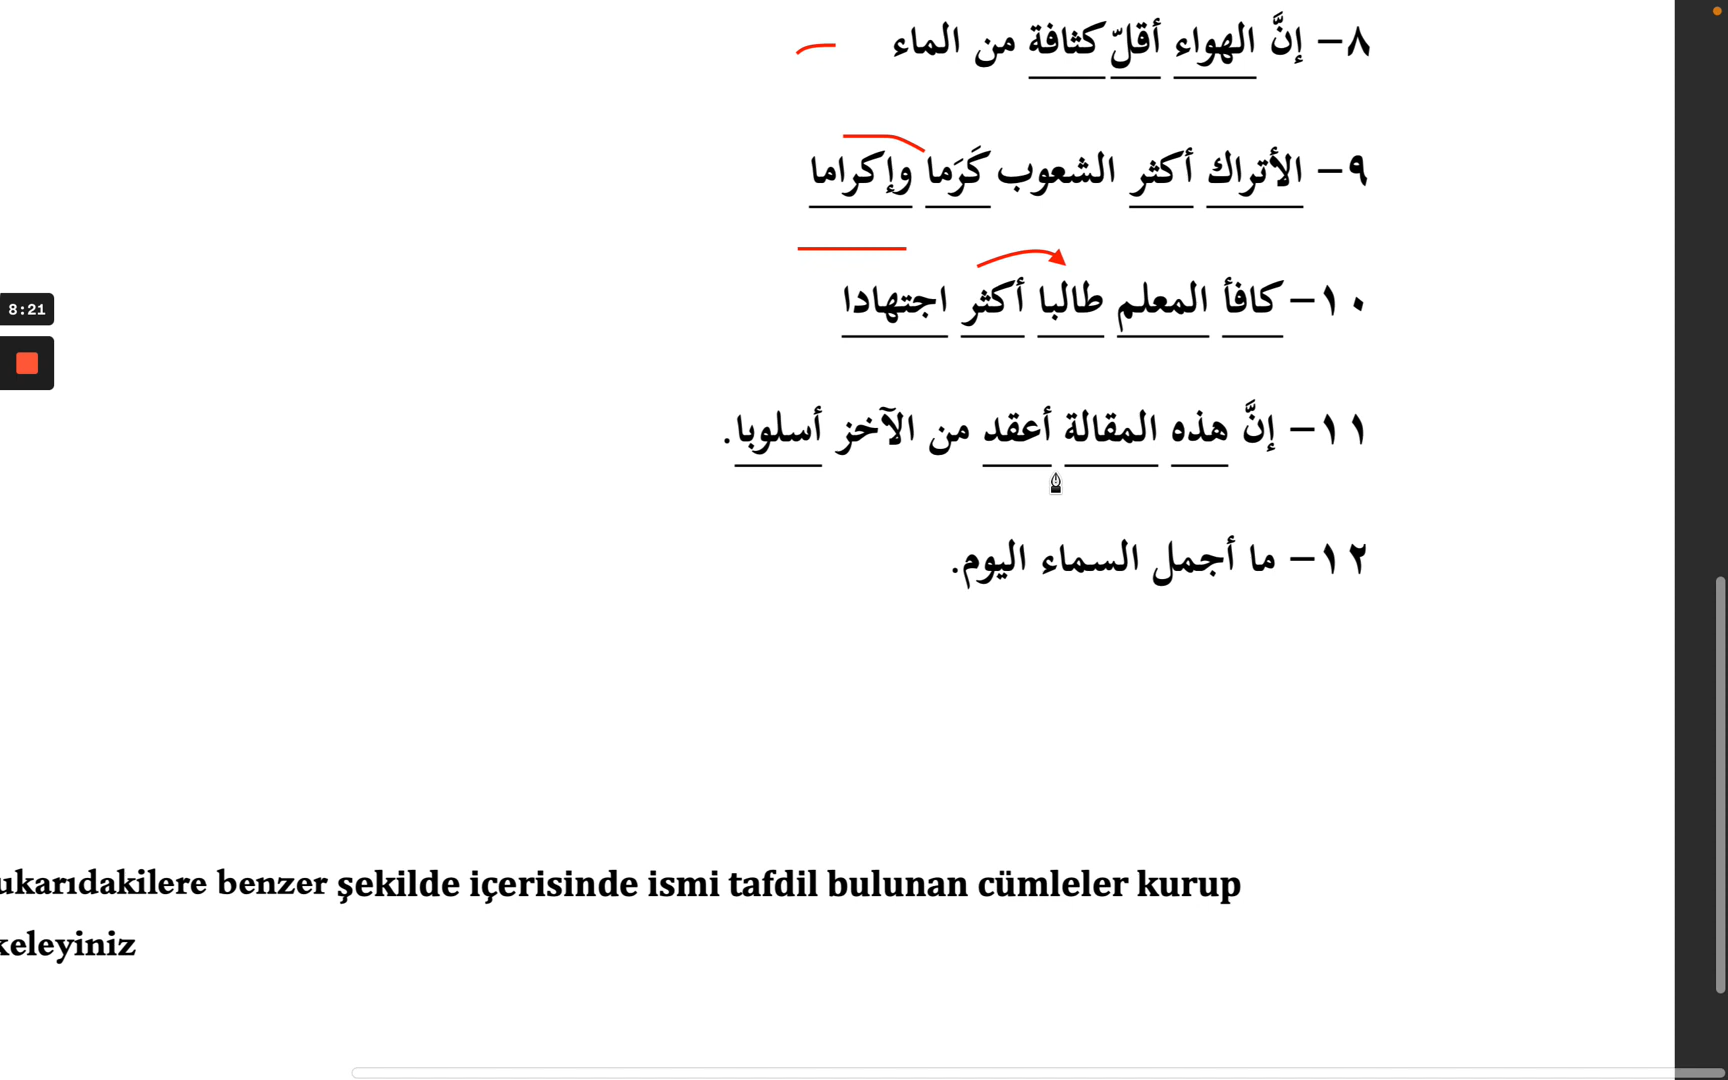 ٨− إنَّ الهواء أقلّ كثافة من الماء
٩− الأتراك أكثر الشعوب كَرَما وإكراما
١٠− كافأ المعلم طالبا أكثر اجتهادا
8:21
١١− إنَّ هذه المقالة أعقد من الآخز أسلوبا.
١٢− ما أجمل السماء اليوم.
ukarıdakilere benzer şekilde içerisinde ismi tafdil bulunan cümleler kurup
keleyiniz